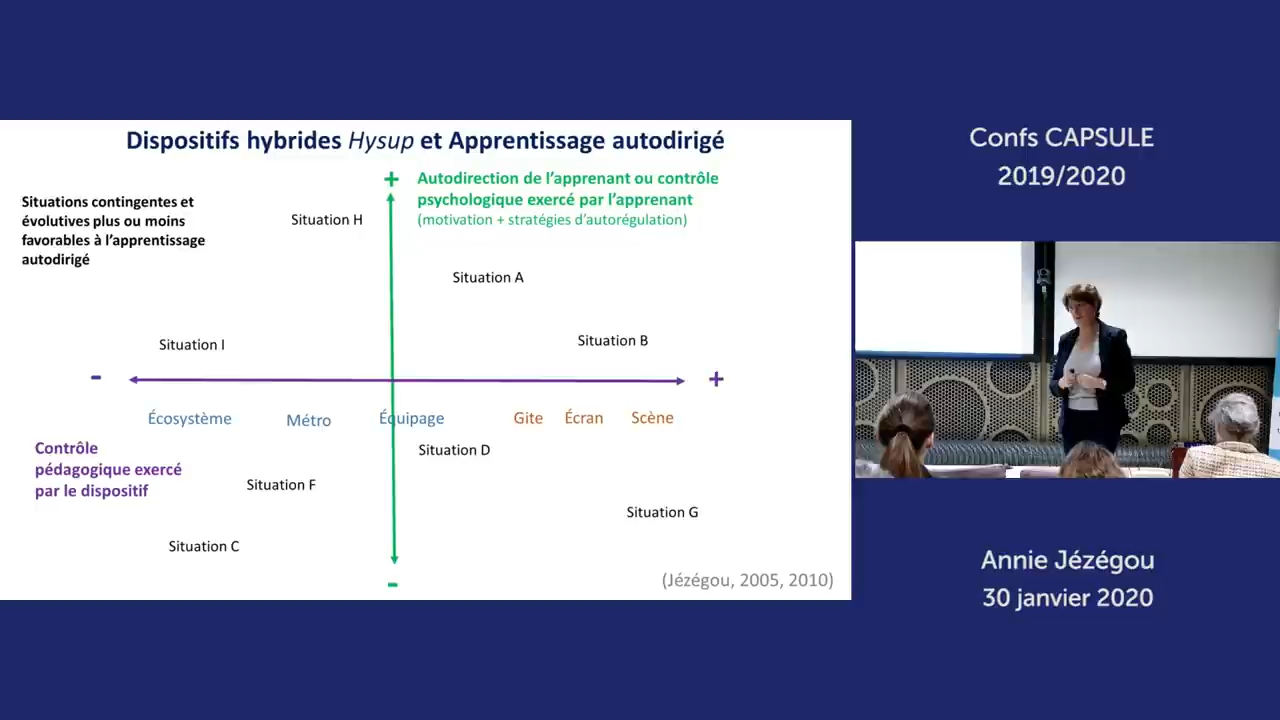 Dispositifs hybrides Hysup et Apprentissage autodirigé
+
Autodirection de l'apprenant ou contrôle
psychologique exercé par l'apprenant
(motivation + stratégies d'autorégulation)
Situations contingentes et
évolutives plus ou moins
favorables à l'apprentissage
autodirigé
Situation H
Situation A
Situation I
Situation B
-
+
Écosystème
Métro
Équipage
Gite
Écran
Scène
Contrôle
pédagogique exercé
par le dispositif
Situation D
Situation F
Situation G
Situation C
-
(Jézégou, 2005, 2010)
Confs CAPSULE
2019/2020
Annie Jézégou
30 janvier 2020